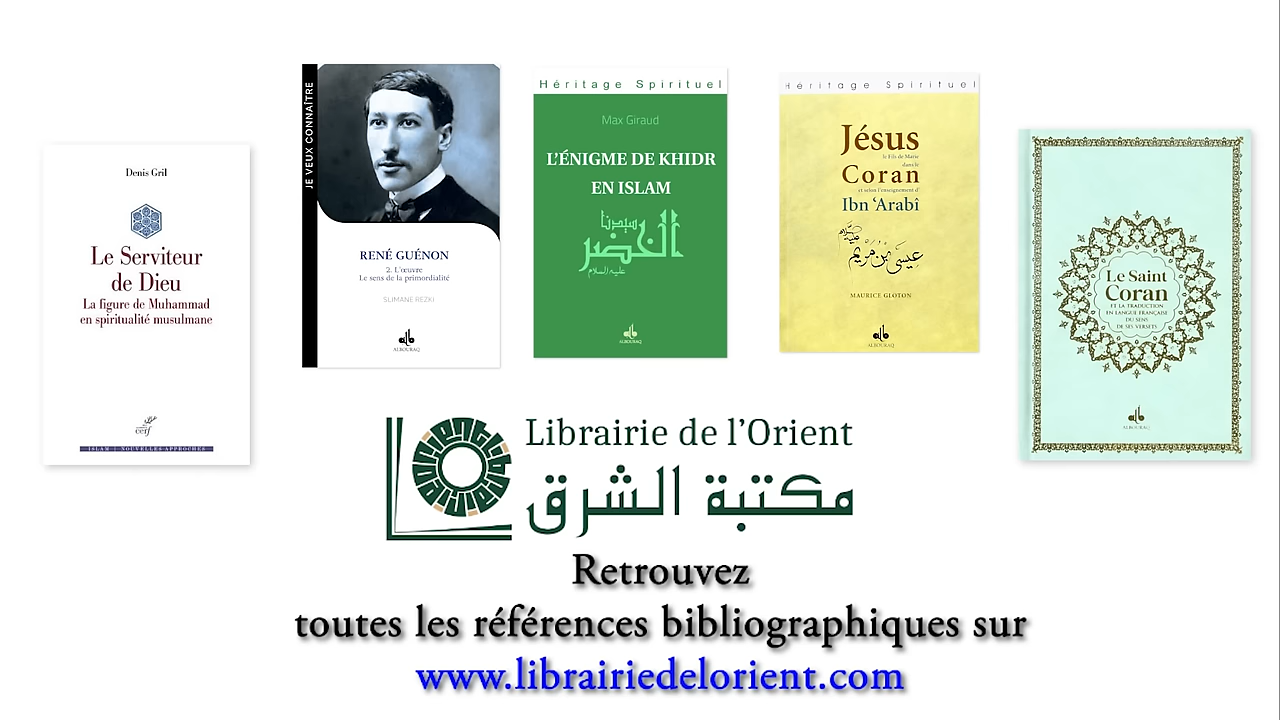 Denis Gril
Le Serviteur
de Dieu
La figure de Muhammad
en spiritualité musulmane
cerf
ISLAM | NOUVELLES APPROCHES
JE VEUX CONNAÎTRE
RENÉ GUÉNON
2. L'œuvre
Le sens de la primordialité
SLIMANE REZKI
ALBOURAQ
Héritage Spirituel
Max Giraud
L'ÉNIGME DE KHIDR
EN ISLAM
سيدنا
الخضر
عليه السلام
ALBOURAQ
Héritage Spirituel
Jésus
le Fils de Marie
dans le
Coran
et selon l'enseignement d'
Ibn 'Arabî
عيسى ابن مريم
MAURICE GLOTON
ALBOURAQ
Le Saint
Coran
ET LA TRADUCTION
EN LANGUE FRANÇAISE
DU SENS
DE SES VERSETS
ALBOURAQ
Librairie de l'Orient
مكتبة الشرق
Retrouvez
toutes les références bibliographiques sur
www.librairiedelorient.com